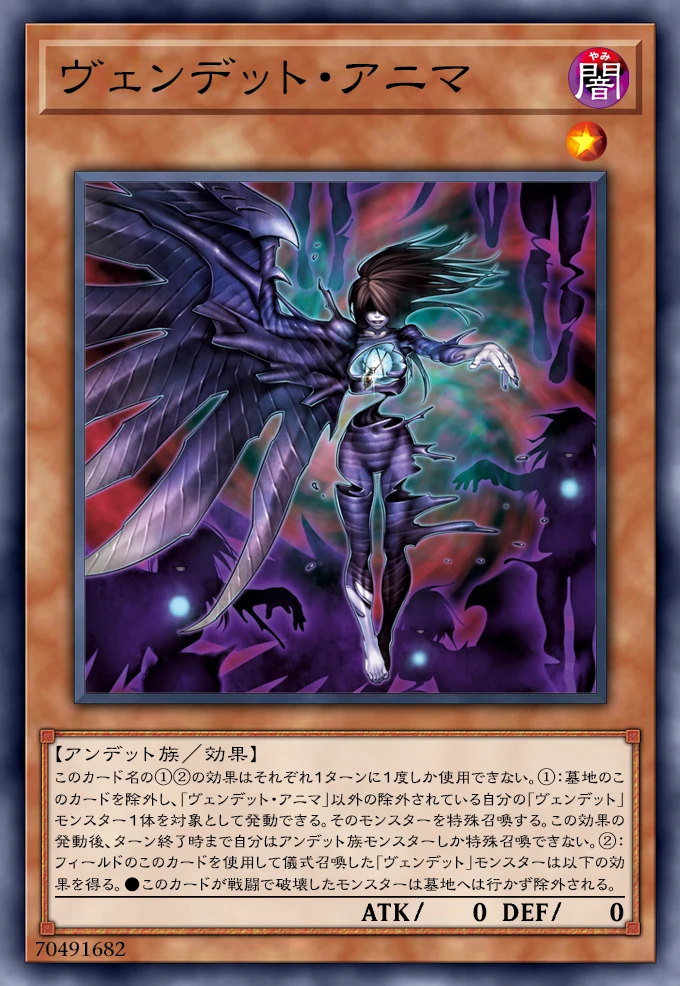 ヴェンデット・アニマ
やみ
闇
【アンデット族／効果】
このカード名の①②の効果はそれぞれ1ターンに1度しか使用できない。①：墓地のこ
のカードを除外し、「ヴェンデット・アニマ」以外の除外されている自分の「ヴェンデット」
モンスター1体を対象として発動できる。そのモンスターを特殊召喚する。この効果の
発動後、ターン終了時まで自分はアンデット族モンスターしか特殊召喚できない。②：
フィールドのこのカードを使用して儀式召喚した「ヴェンデット」モンスターは以下の効
果を得る。●このカードが戦闘で破壊したモンスターは墓地へは行かず除外される。
ATK/ 0 DEF/ 0
70491682